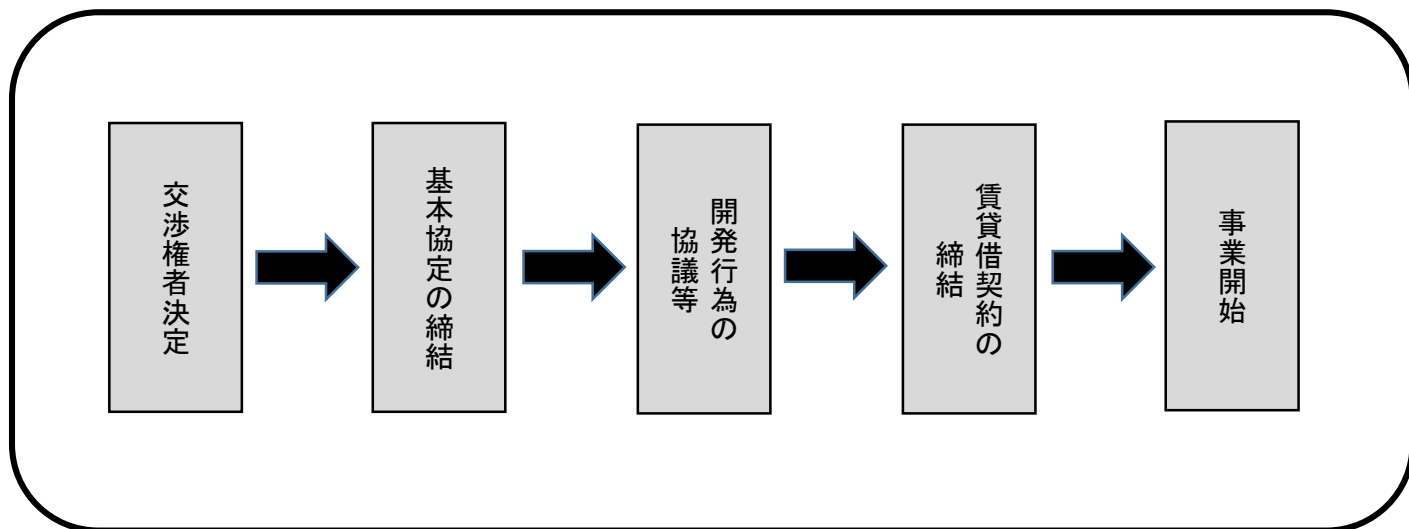 交渉権者決定
基本協定の締結
開発行為の
協議等
賃貸借契約の
締結
事業開始